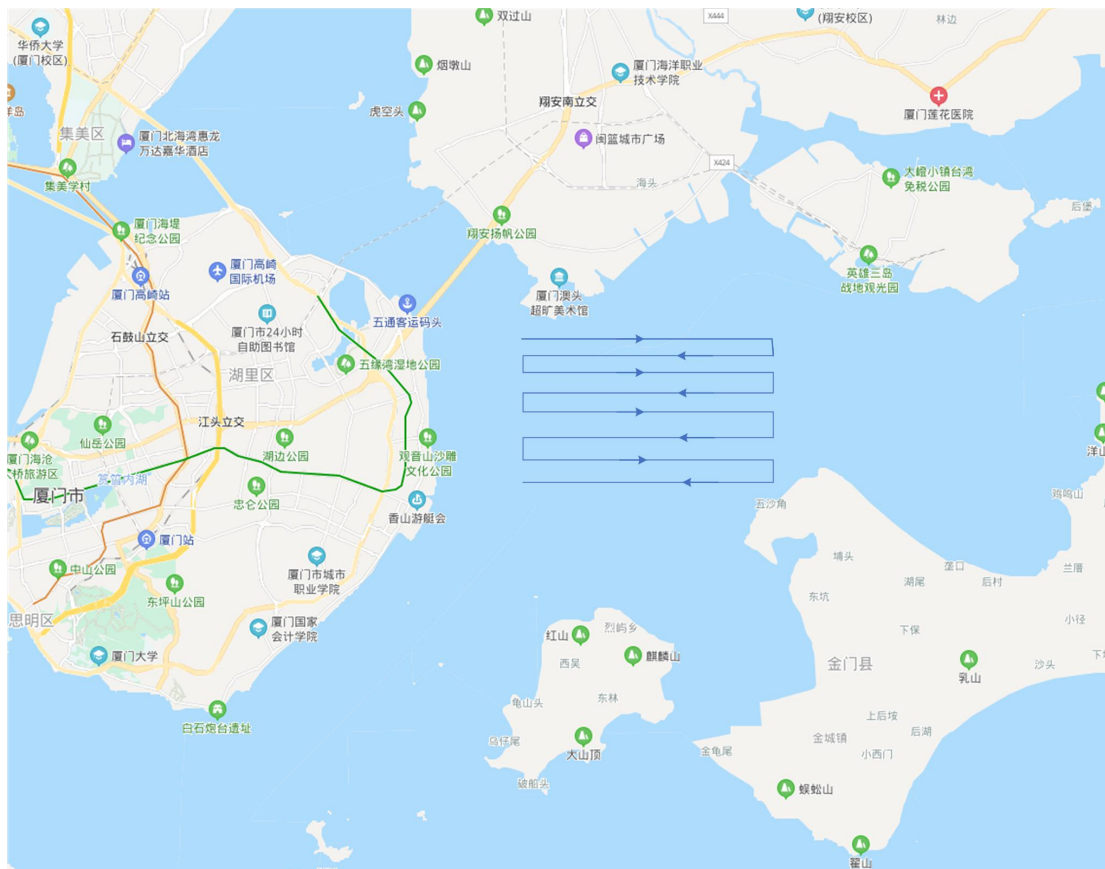 双过山
X444
(翔安校区)
林边
华侨大学
(厦门校区)
烟墩山
厦门海洋职业
技术学院
翔安南立交
厦门莲花医院
虎空头
集美区
厦门北海湾惠龙
万达嘉华酒店
闽篮城市广场
X424
集美学村
海头
大嶝小镇台湾
免税公园
后堡
厦门海堤
纪念公园
翔安扬帆公园
厦门高崎
国际机场
英雄三岛
战地观光园
厦门高崎站
厦门澳头
超旷美术馆
五通客运码头
厦门市24小时
自助图书馆
石鼓山立交
五缘湾湿地公园
湖里区
江头立交
仙岳公园
湖边公园
观音山沙雕
文化公园
厦门海沧
大桥旅游区
洋山
筼筜内湖
厦门市
忠仑公园
香山游艇会
五沙角
鸡鸣山
厦门站
中山公园
厦门市城市
职业学院
埔头
垄口
兰厝
湖尾
后村
东坪山公园
东坑
思明区
厦门国家
会计学院
小径
下保
烈屿乡
红山
厦门大学
西吴
麒麟山
金门县
沙头
乳山
白石炮台遗址
龟山头
东林
上后垵
后湖
金城镇
乌仔尾
大山顶
金龟尾
小西门
破船头
蜈蚣山
翟山